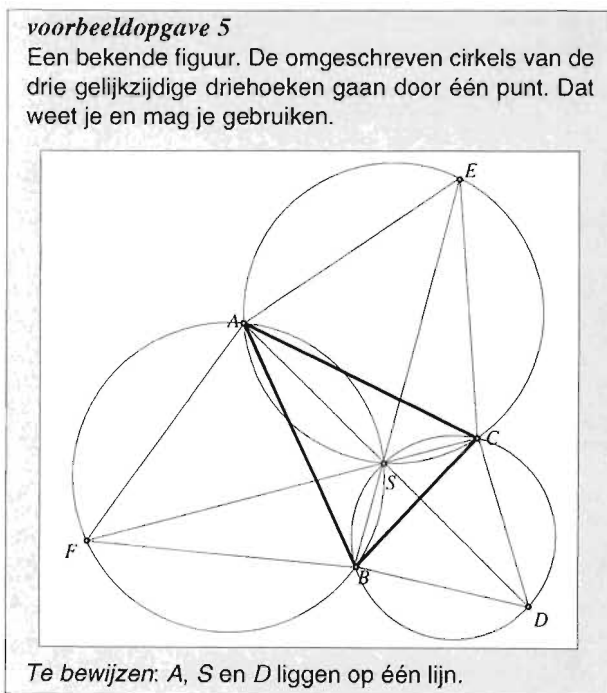 voorbeeldopgave 5
Een bekende figuur. De omgeschreven cirkels van de
drie gelijkzijdige driehoeken gaan door één punt. Dat
weet je en mag je gebruiken.
E
A
C
S
F
B
D
Te bewijzen: A, S en D liggen op één lijn.